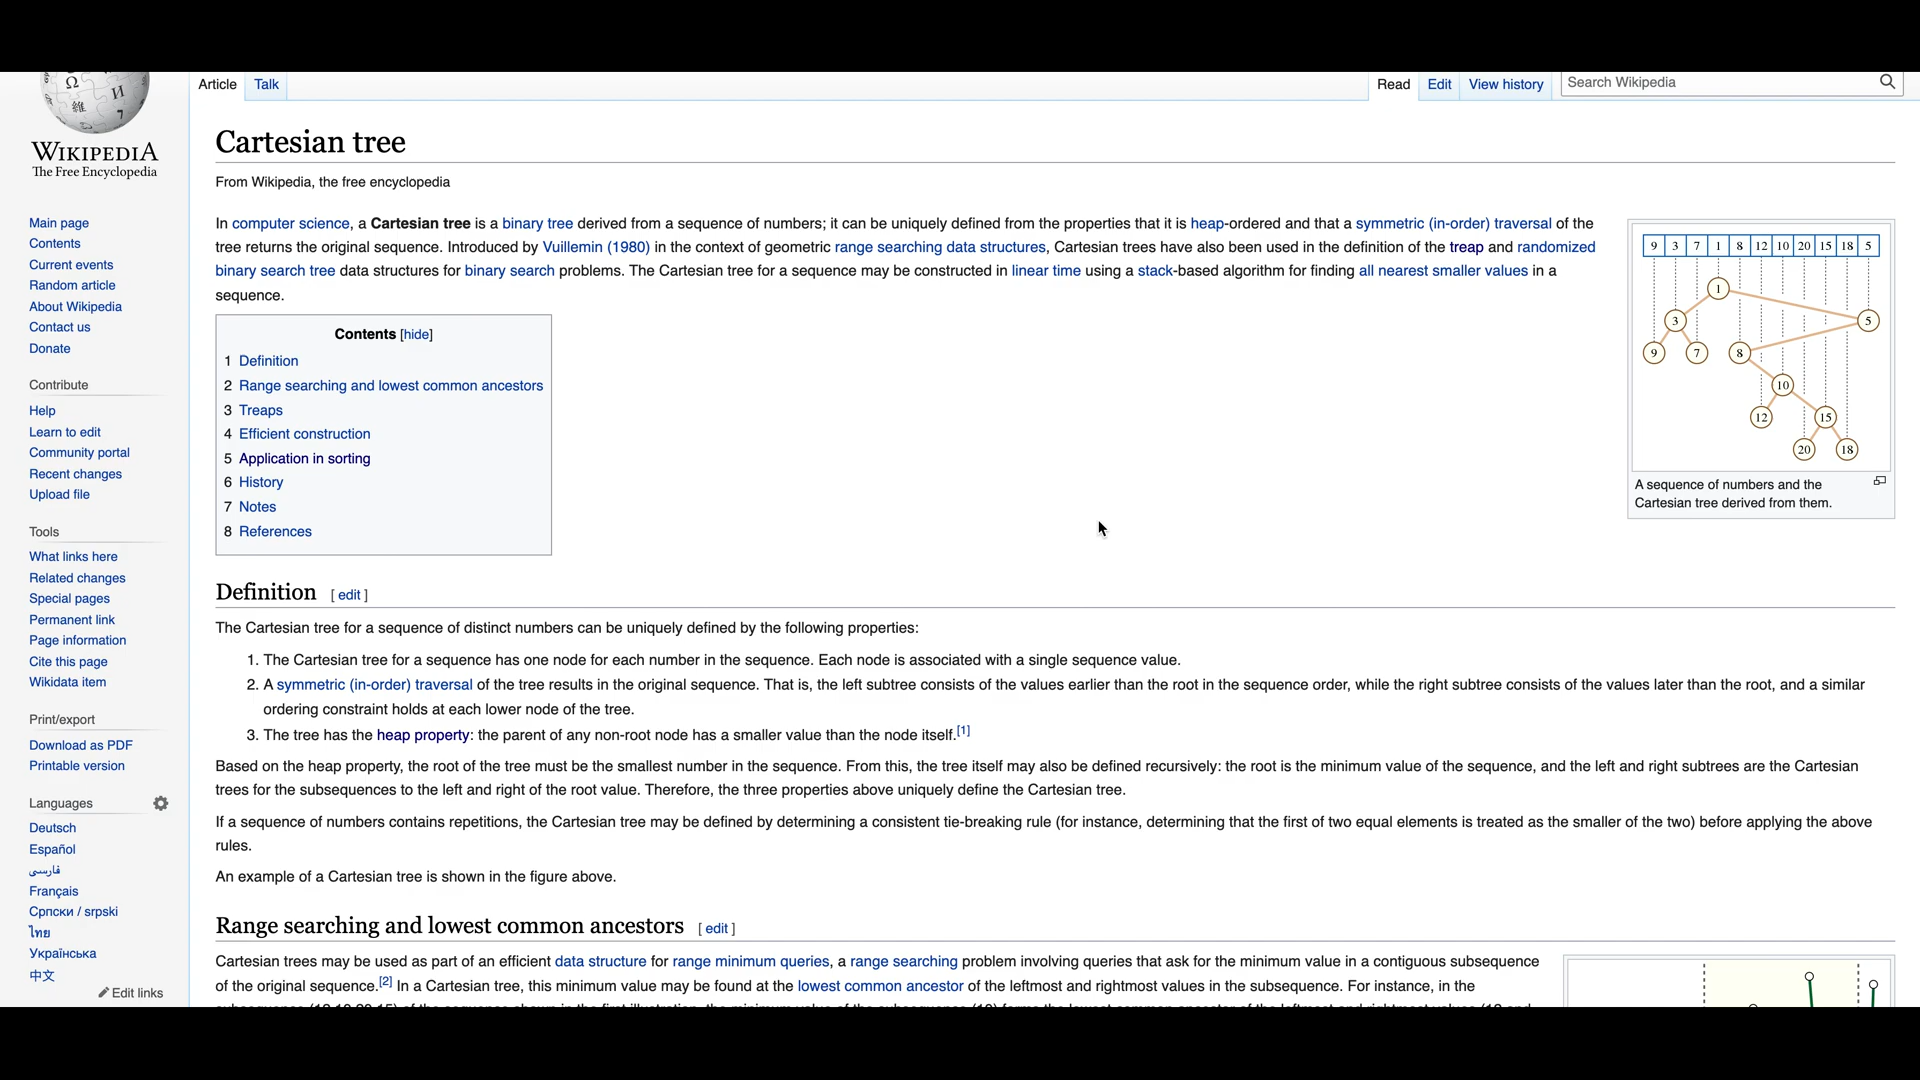 Article Talk Read Edit View history Search Wikipedia
WIKIPEDIA
The Free Encyclopedia
Main page
Contents
Current events
Random article
About Wikipedia
Contact us
Donate
Contribute
Help
Learn to edit
Community portal
Recent changes
Upload file
Tools
What links here
Related changes
Special pages
Permanent link
Page information
Cite this page
Wikidata item
Print/export
Download as PDF
Printable version
Languages
Deutsch
Español
فارسی
Français
Српски / srpski
ไทย
Українська
中文
Edit links
Cartesian tree
From Wikipedia, the free encyclopedia
In computer science, a Cartesian tree is a binary tree derived from a sequence of numbers; it can be uniquely defined from the properties that it is heap-ordered and that a symmetric (in-order) traversal of the
tree returns the original sequence. Introduced by Vuillemin (1980) in the context of geometric range searching data structures, Cartesian trees have also been used in the definition of the treap and randomized
binary search tree data structures for binary search problems. The Cartesian tree for a sequence may be constructed in linear time using a stack-based algorithm for finding all nearest smaller values in a
sequence.
9 3 7 1 8 12 10 20 15 18 5
1
3 5
9 7 8
10
12 15
20 18
A sequence of numbers and the
Cartesian tree derived from them.
Contents [hide]
1 Definition
2 Range searching and lowest common ancestors
3 Treaps
4 Efficient construction
5 Application in sorting
6 History
7 Notes
8 References
Definition [ edit ]
The Cartesian tree for a sequence of distinct numbers can be uniquely defined by the following properties:
1. The Cartesian tree for a sequence has one node for each number in the sequence. Each node is associated with a single sequence value.
2. A symmetric (in-order) traversal of the tree results in the original sequence. That is, the left subtree consists of the values earlier than the root in the sequence order, while the right subtree consists of the values later than the root, and a similar
ordering constraint holds at each lower node of the tree.
3. The tree has the heap property: the parent of any non-root node has a smaller value than the node itself.[1]
Based on the heap property, the root of the tree must be the smallest number in the sequence. From this, the tree itself may also be defined recursively: the root is the minimum value of the sequence, and the left and right subtrees are the Cartesian
trees for the subsequences to the left and right of the root value. Therefore, the three properties above uniquely define the Cartesian tree.
If a sequence of numbers contains repetitions, the Cartesian tree may be defined by determining a consistent tie-breaking rule (for instance, determining that the first of two equal elements is treated as the smaller of the two) before applying the above
rules.
An example of a Cartesian tree is shown in the figure above.
Range searching and lowest common ancestors [ edit ]
Cartesian trees may be used as part of an efficient data structure for range minimum queries, a range searching problem involving queries that ask for the minimum value in a contiguous subsequence
of the original sequence.[2] In a Cartesian tree, this minimum value may be found at the lowest common ancestor of the leftmost and rightmost values in the subsequence. For instance, in the